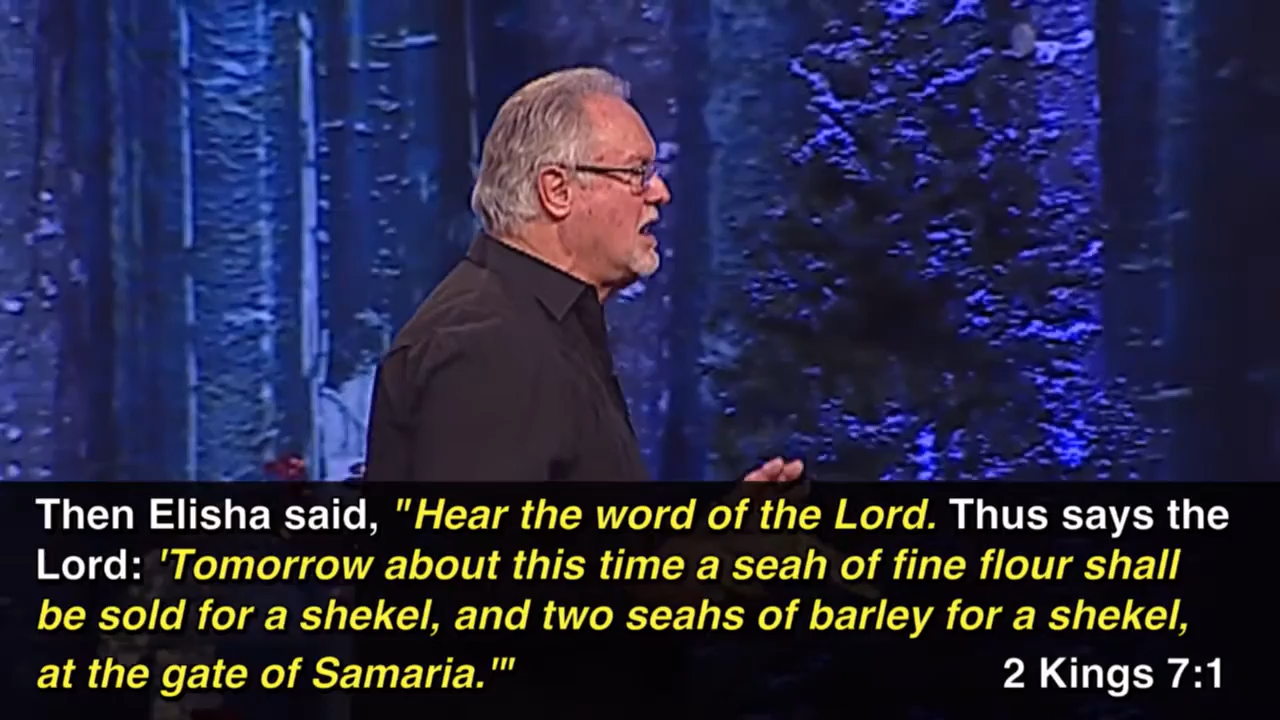 Then Elisha said, "Hear the word of the Lord. Thus says the
Lord: 'Tomorrow about this time a seah of fine flour shall
be sold for a shekel, and two seahs of barley for a shekel,
at the gate of Samaria.'" 2 Kings 7:1